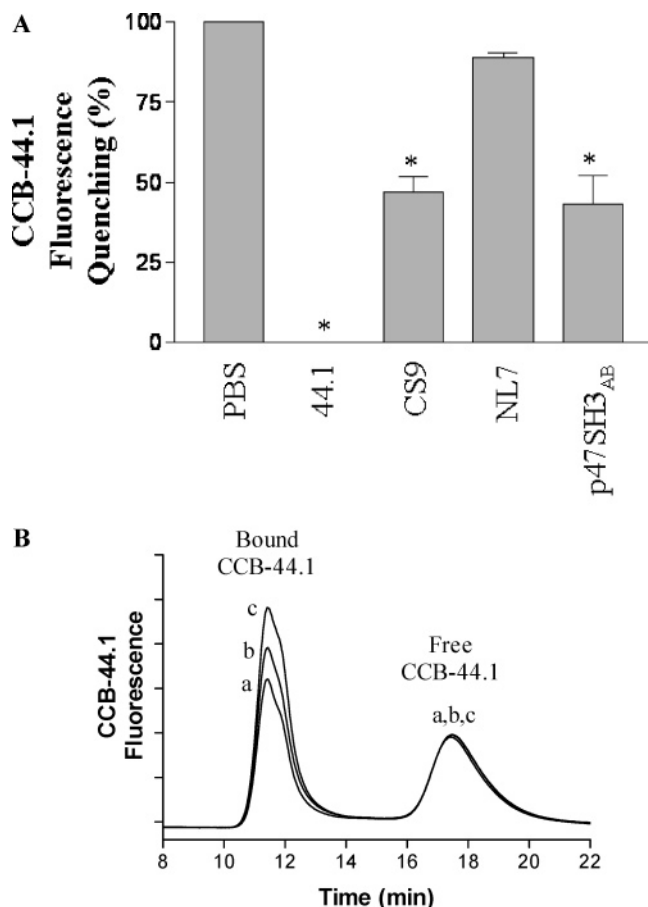 A
CCB-44.1
Fluorescence
Quenching (%)
100
75
50
25
0
*
*
*
PBS
44.1
CS9
NL7
p47SH3AB
B
CCB-44.1
Fluorescence
Bound
CCB-44.1
c
b
a
Free
CCB-44.1
a,b,c
8 10 12 14 16 18 20 22
Time (min)